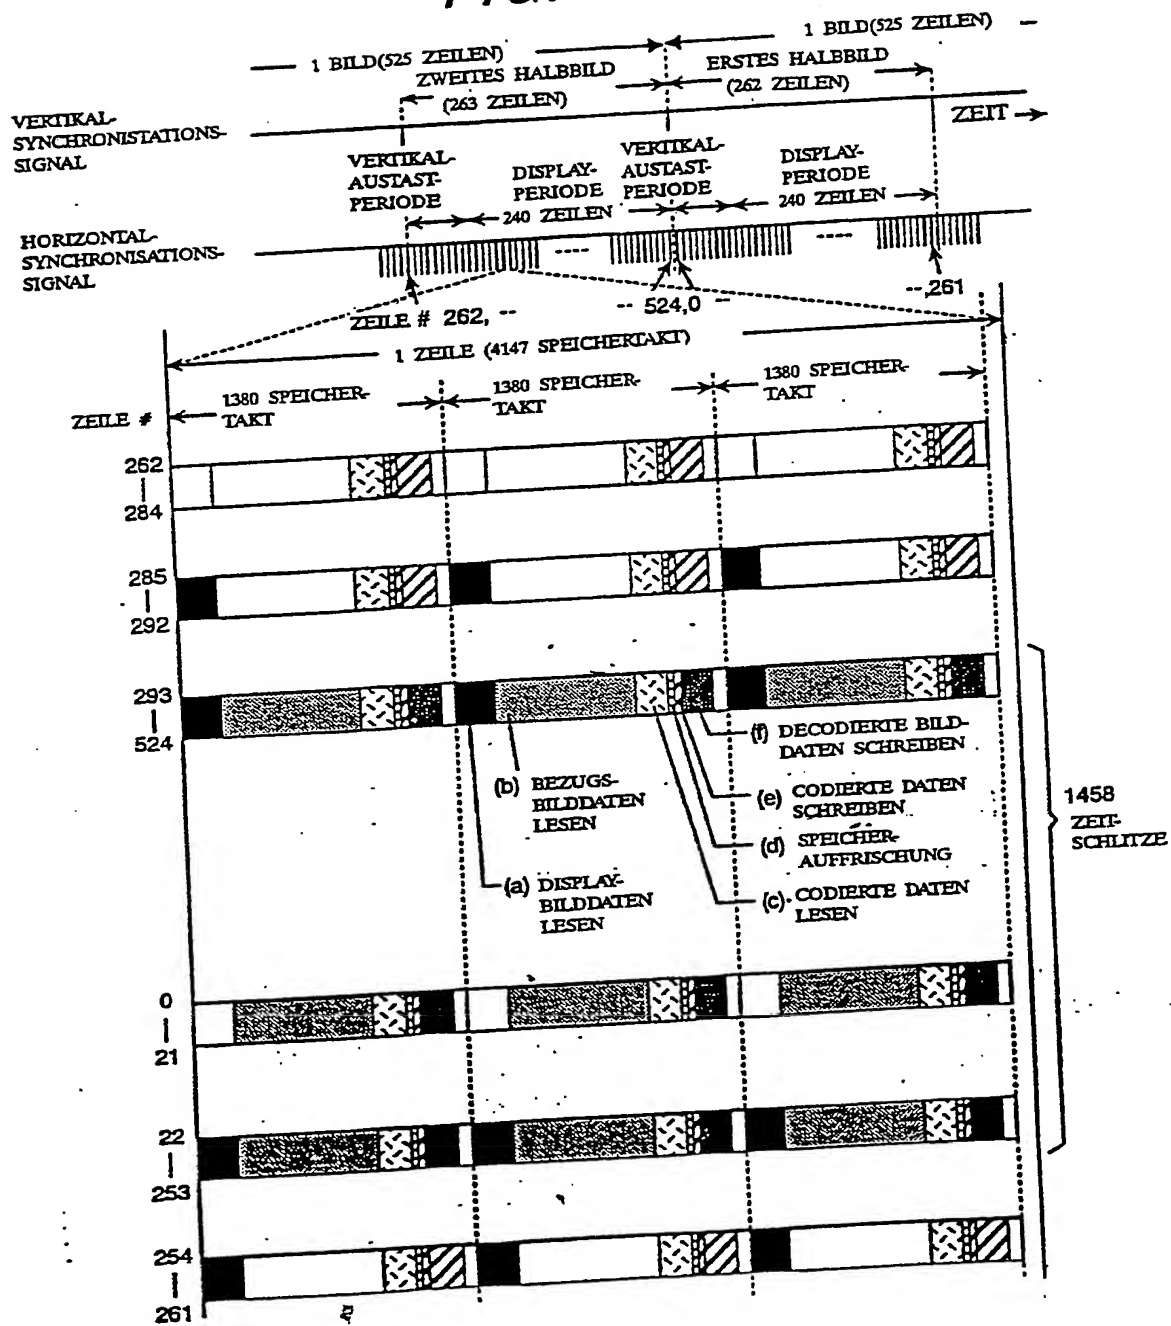 1 BILD(525 ZEILEN)
1 BILD(525 ZEILEN)
ZWEITES HALBBILD
(263 ZEILEN)
ERSTES HALBBILD
(262 ZEILEN)
VERTIKAL-
SYNCHRONISTATIONS-
SIGNAL
ZEIT
VERTIKAL-
AUSTAST-
PERIODE
DISPLAY-
PERIODE
240 ZEILEN
VERTIKAL-
AUSTAST-
PERIODE
DISPLAY-
PERIODE
240 ZEILEN
HORIZONTAL-
SYNCHRONISATIONS-
SIGNAL
ZEILE # 262, --
-- 524,0 --
--,261
1 ZEILE (4147 SPEICHERTAKT)
1380 SPEICHER-
TAKT
1380 SPEICHER-
TAKT
1380 SPEICHER-
TAKT
ZEILE #
262
284
285
292
293
524
(a) DISPLAY-
BILDDATEN
LESEN
(b) BEZUGS-
BILDDATEN
LESEN
(f) DECODIERTE BILD-
DATEN SCHREIBEN
(e) CODIERTE DATEN
SCHREIBEN
(d) SPEICHER-
AUFFRISCHUNG
(c) CODIERTE DATEN
LESEN
1458
ZEIT-
SCHLITZE
0
21
22
253
254
261